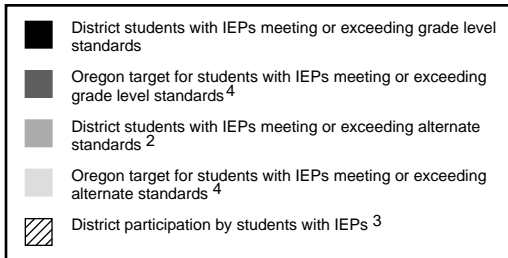 District students with IEPs meeting or exceeding grade level
standards
Oregon target for students with IEPs meeting or exceeding
grade level standards 4
District students with IEPs meeting or exceeding alternate
standards 2
Oregon target for students with IEPs meeting or exceeding
alternate standards 4
District participation by students with IEPs 3